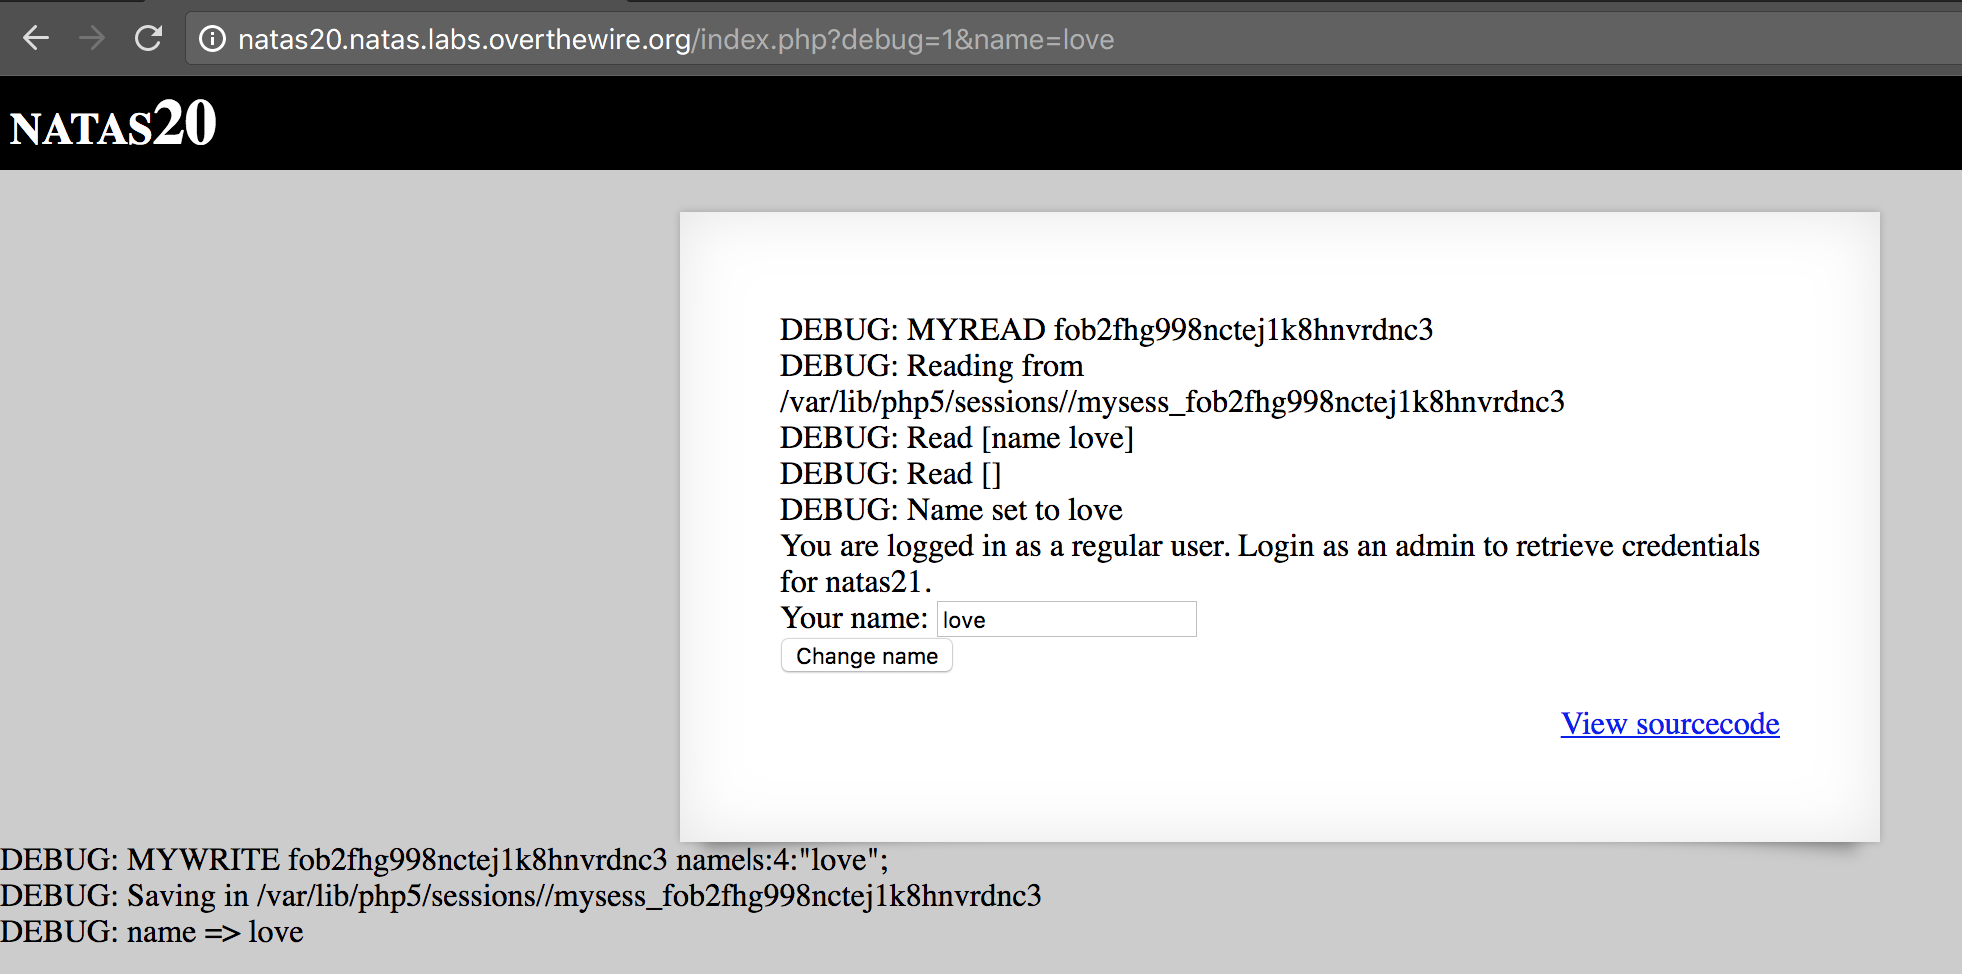 natas20.natas.labs.overthewire.org/index.php?debug=1&name=love
NATAS20
DEBUG: MYREAD fob2fhg998nctej1k8hnvrdnc3
DEBUG: Reading from
/var/lib/php5/sessions//mysess_fob2fhg998nctej1k8hnvrdnc3
DEBUG: Read [name love]
DEBUG: Read []
DEBUG: Name set to love
You are logged in as a regular user. Login as an admin to retrieve credentials
for natas21.
Your name: love
Change name
View sourcecode
DEBUG: MYWRITE fob2fhg998nctej1k8hnvrdnc3 name|s:4:"love";
DEBUG: Saving in /var/lib/php5/sessions//mysess_fob2fhg998nctej1k8hnvrdnc3
DEBUG: name => love